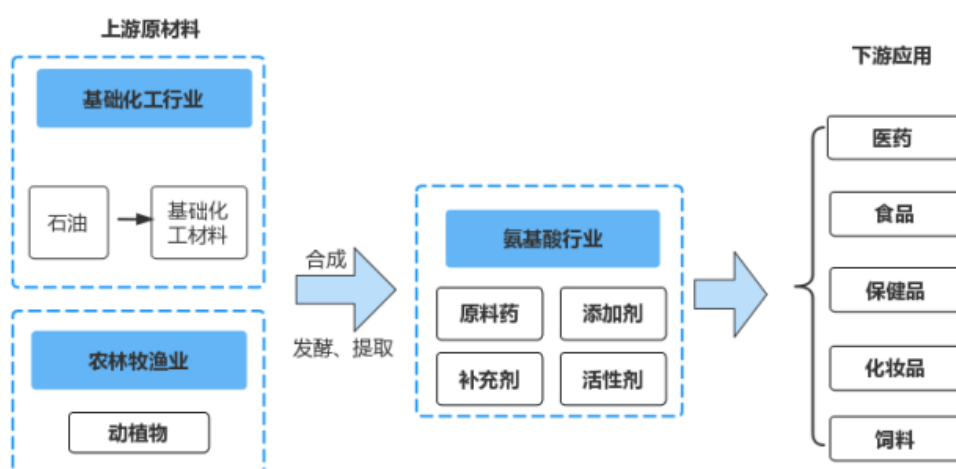 上游原材料
基础化工行业
石油
基础化
工材料
农林牧渔业
动植物
合成
发酵、提取
氨基酸行业
原料药
添加剂
补充剂
活性剂
下游应用
医药
食品
保健品
化妆品
饲料